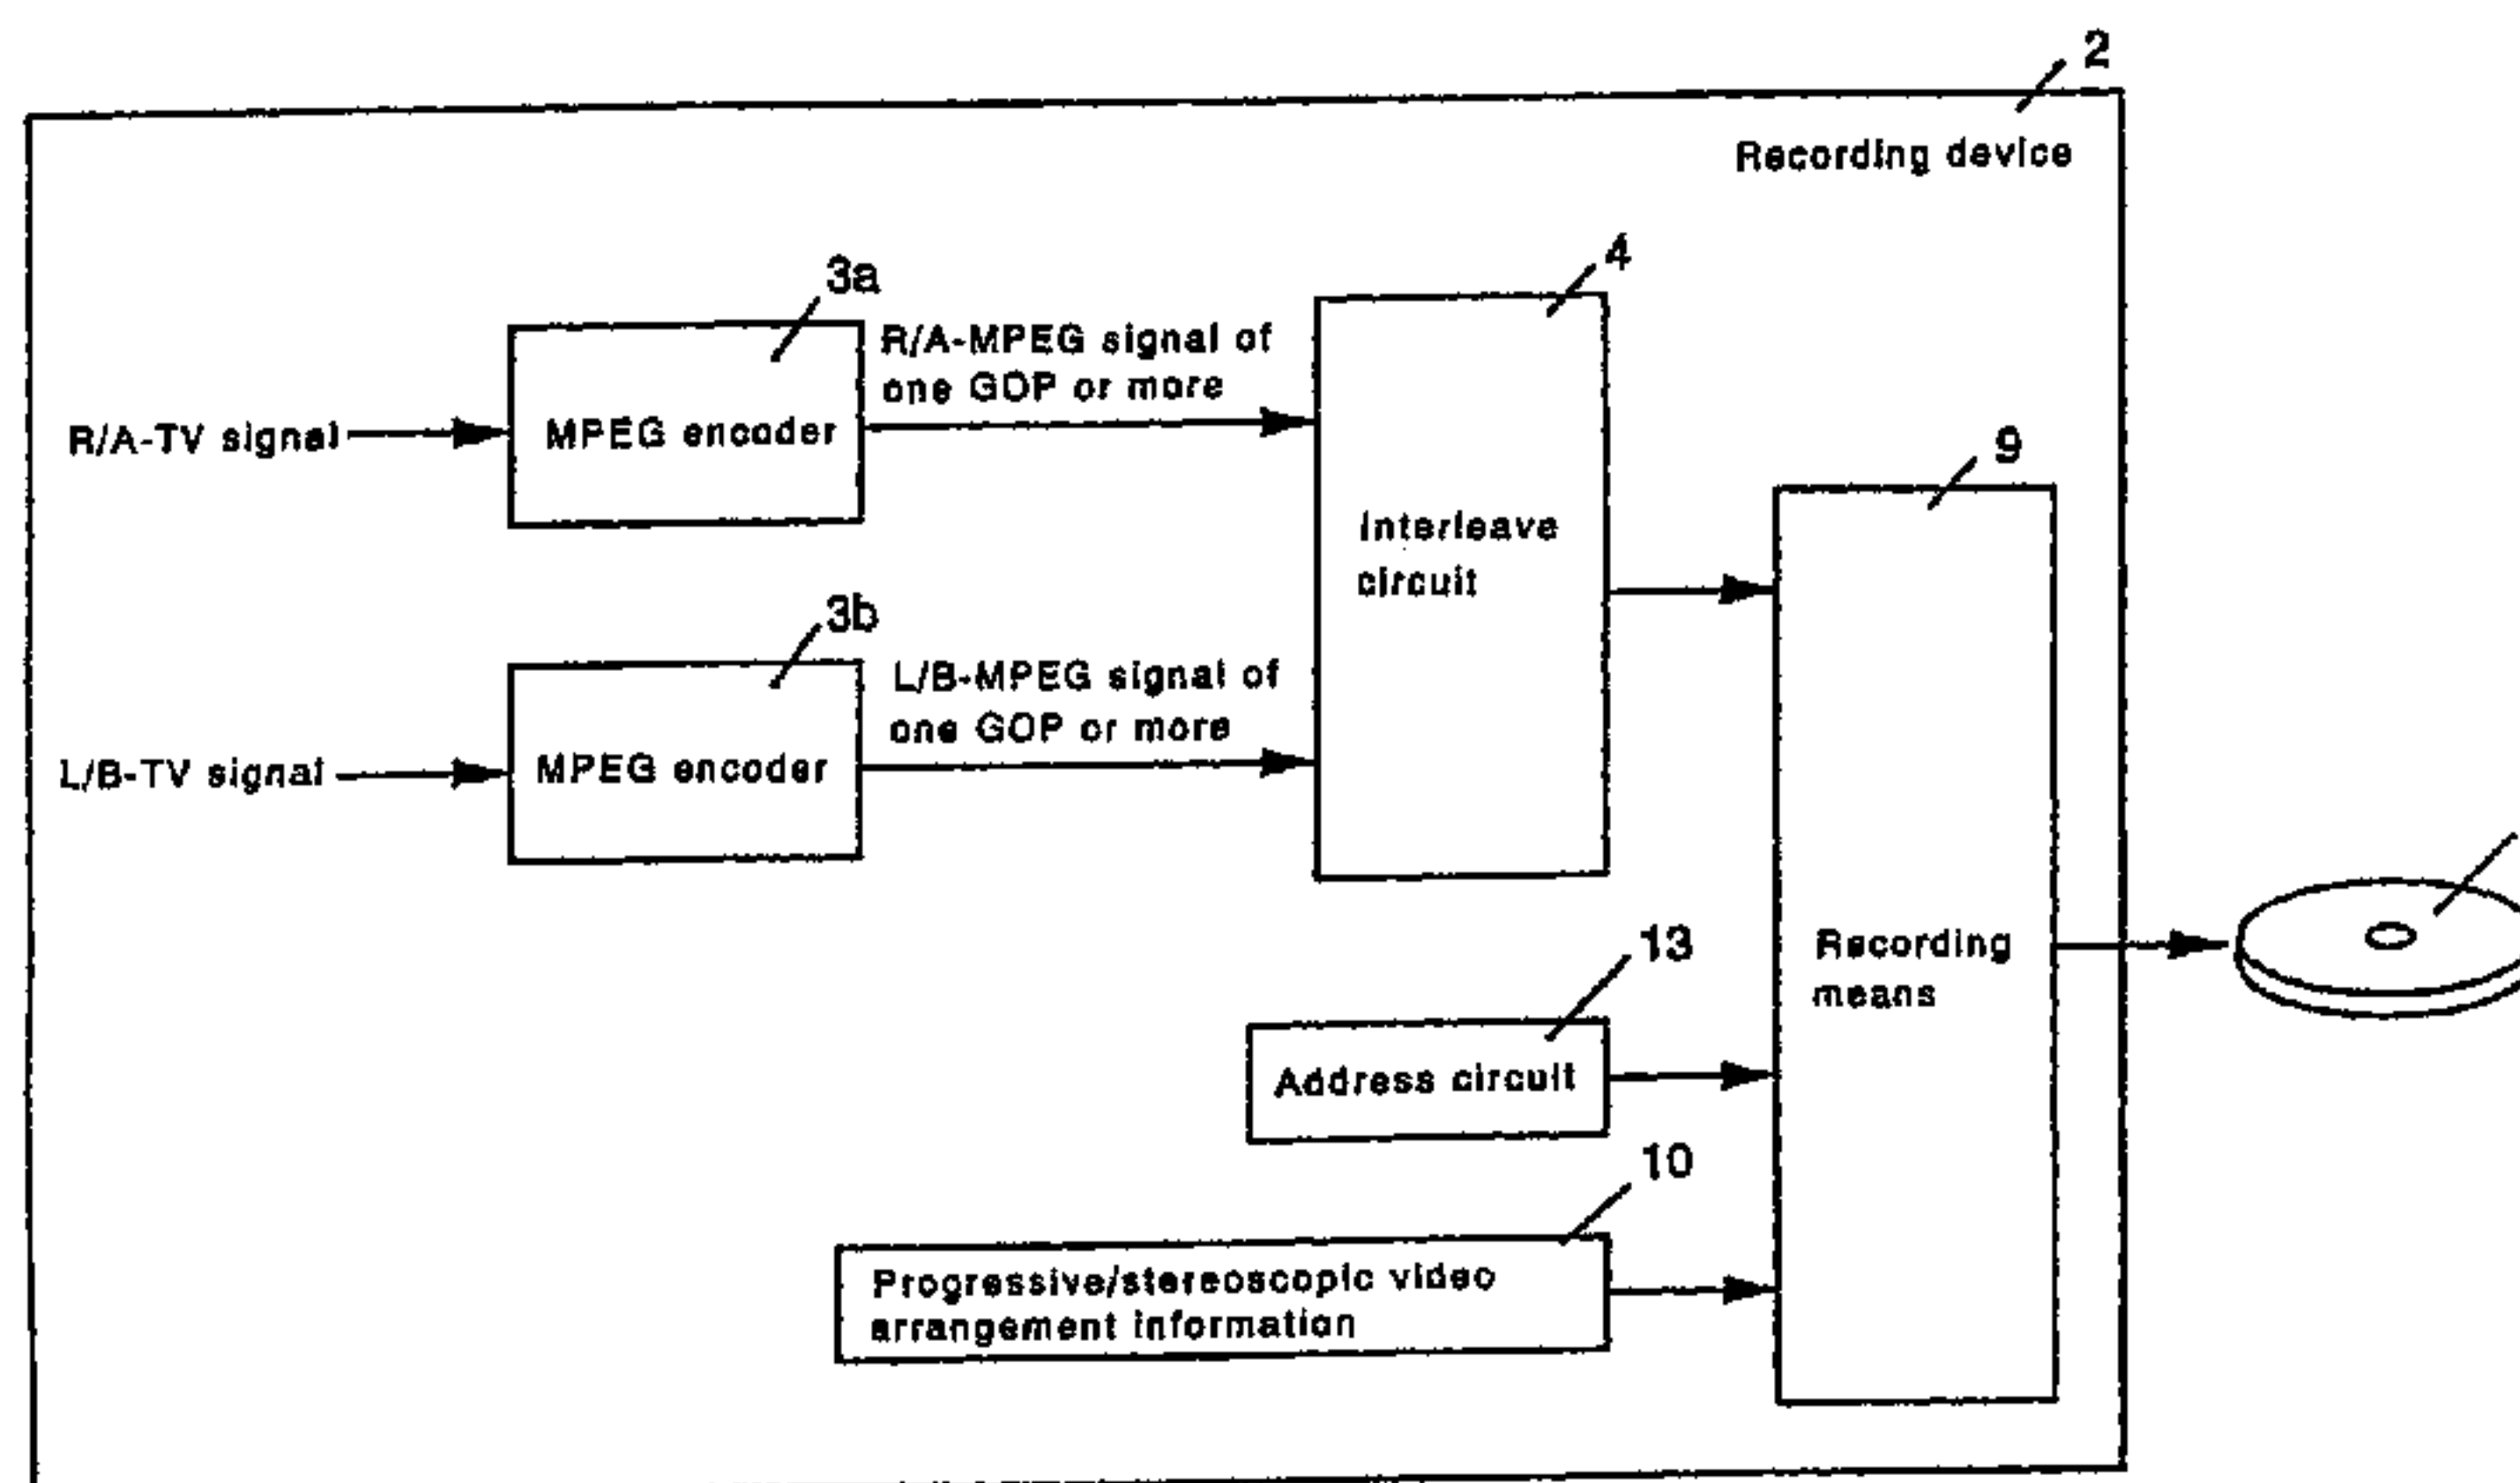 2
Recording device
3a
R/A-MPEG signal of
one GOP or more
4
R/A-TV signal
MPEG encoder
9
Interleave
circuit
3b
L/B-MPEG signal of
one GOP or more
L/B-TV signal
MPEG encoder
13
Recording
means
Address circuit
10
Progressive/stereoscopic video
arrangement information